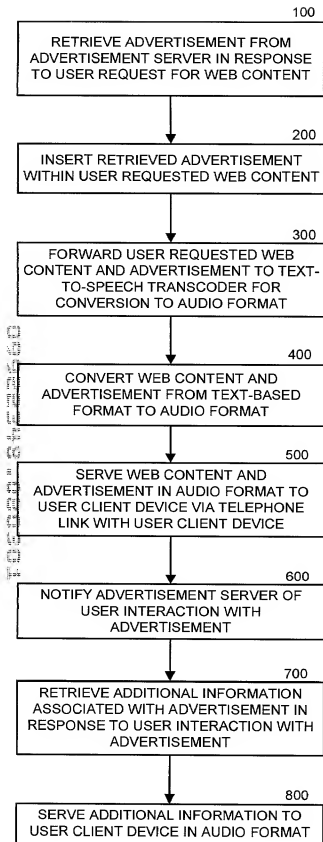 100
RETRIEVE ADVERTISEMENT FROM
ADVERTISEMENT SERVER IN RESPONSE
TO USER REQUEST FOR WEB CONTENT
200
INSERT RETRIEVED ADVERTISEMENT
WITHIN USER REQUESTED WEB CONTENT
300
FORWARD USER REQUESTED WEB
CONTENT AND ADVERTISEMENT TO TEXT-
TO-SPEECH TRANSCODER FOR
CONVERSION TO AUDIO FORMAT
400
CONVERT WEB CONTENT AND
ADVERTISEMENT FROM TEXT-BASED
FORMAT TO AUDIO FORMAT
500
SERVE WEB CONTENT AND
ADVERTISEMENT IN AUDIO FORMAT TO
USER CLIENT DEVICE VIA TELEPHONE
LINK WITH USER CLIENT DEVICE
600
NOTIFY ADVERTISEMENT SERVER OF
USER INTERACTION WITH
ADVERTISEMENT
700
RETRIEVE ADDITIONAL INFORMATION
ASSOCIATED WITH ADVERTISEMENT IN
RESPONSE TO USER INTERACTION WITH
ADVERTISEMENT
800
SERVE ADDITIONAL INFORMATION TO
USER CLIENT DEVICE IN AUDIO FORMAT